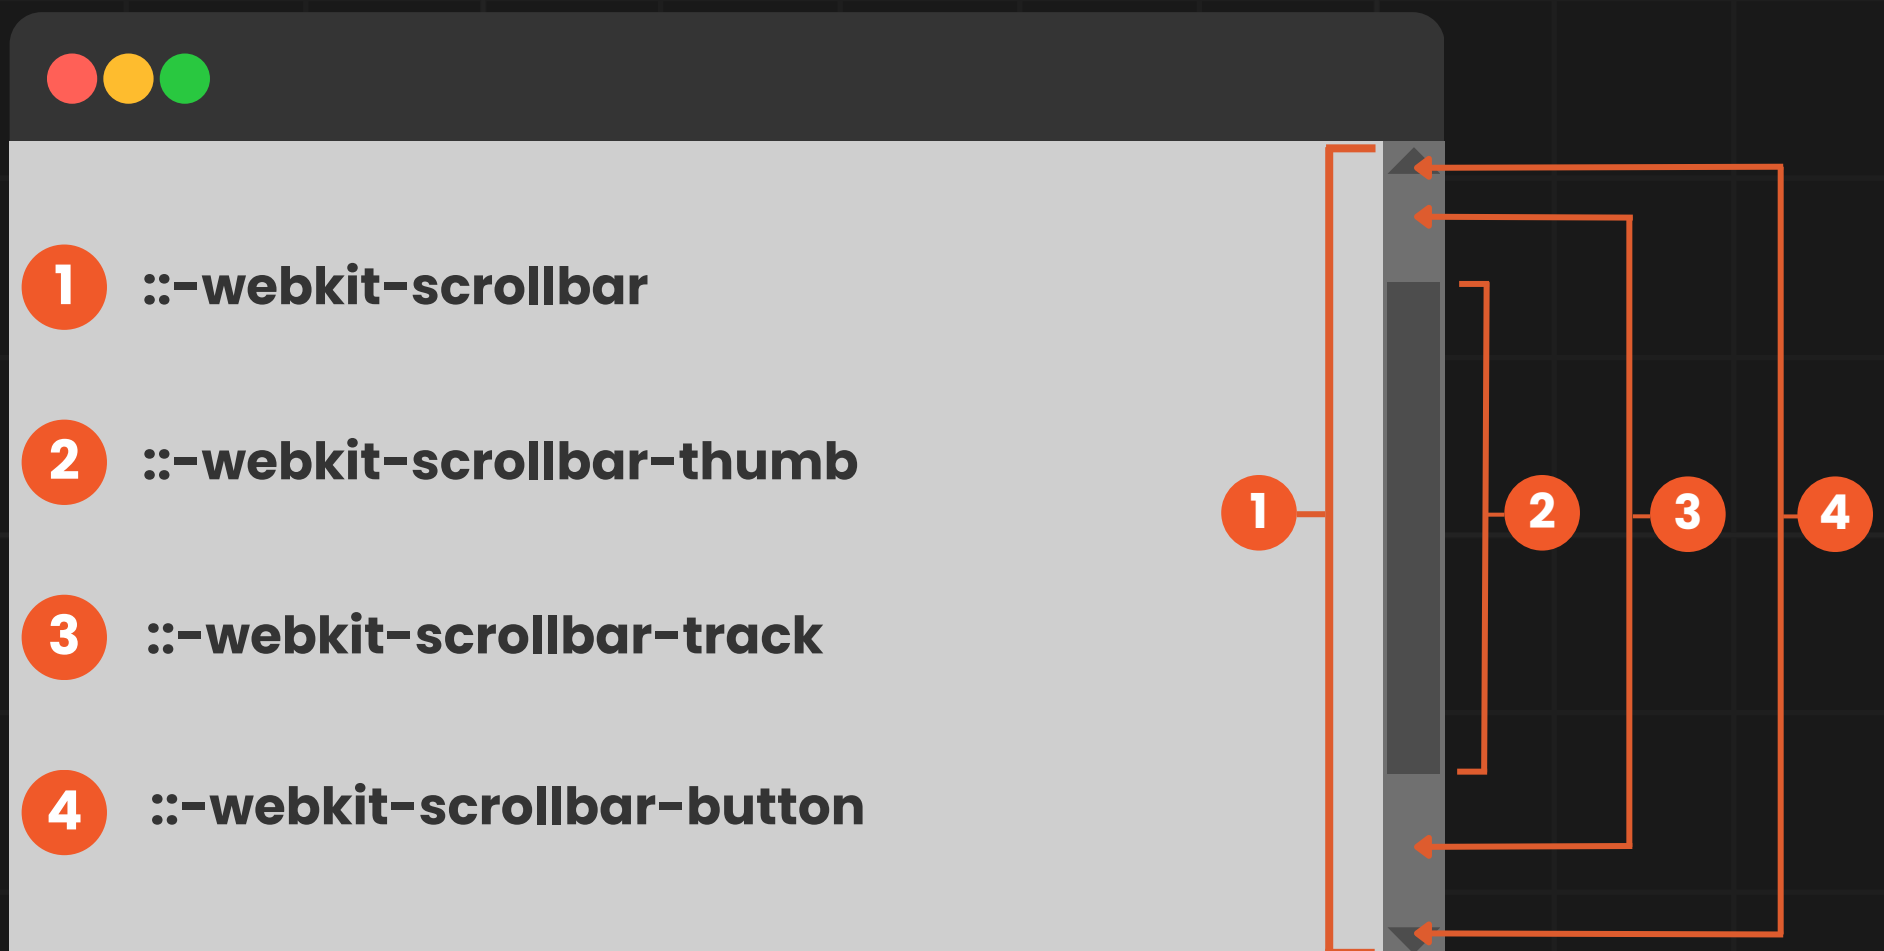 1 ::-webkit-scrollbar
2 ::-webkit-scrollbar-thumb
3 ::-webkit-scrollbar-track
4 ::-webkit-scrollbar-button
1 2 3 4